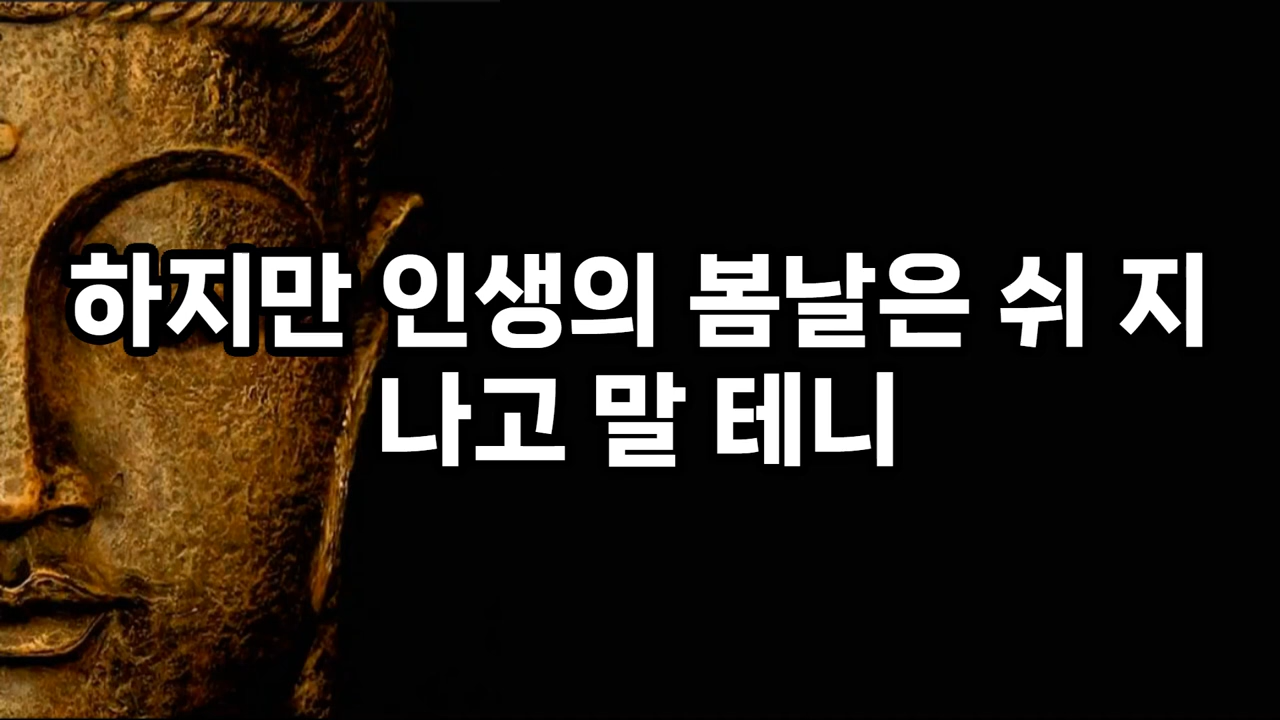 하지만 인생의 봄날은 쉬 지
나고 말 테니